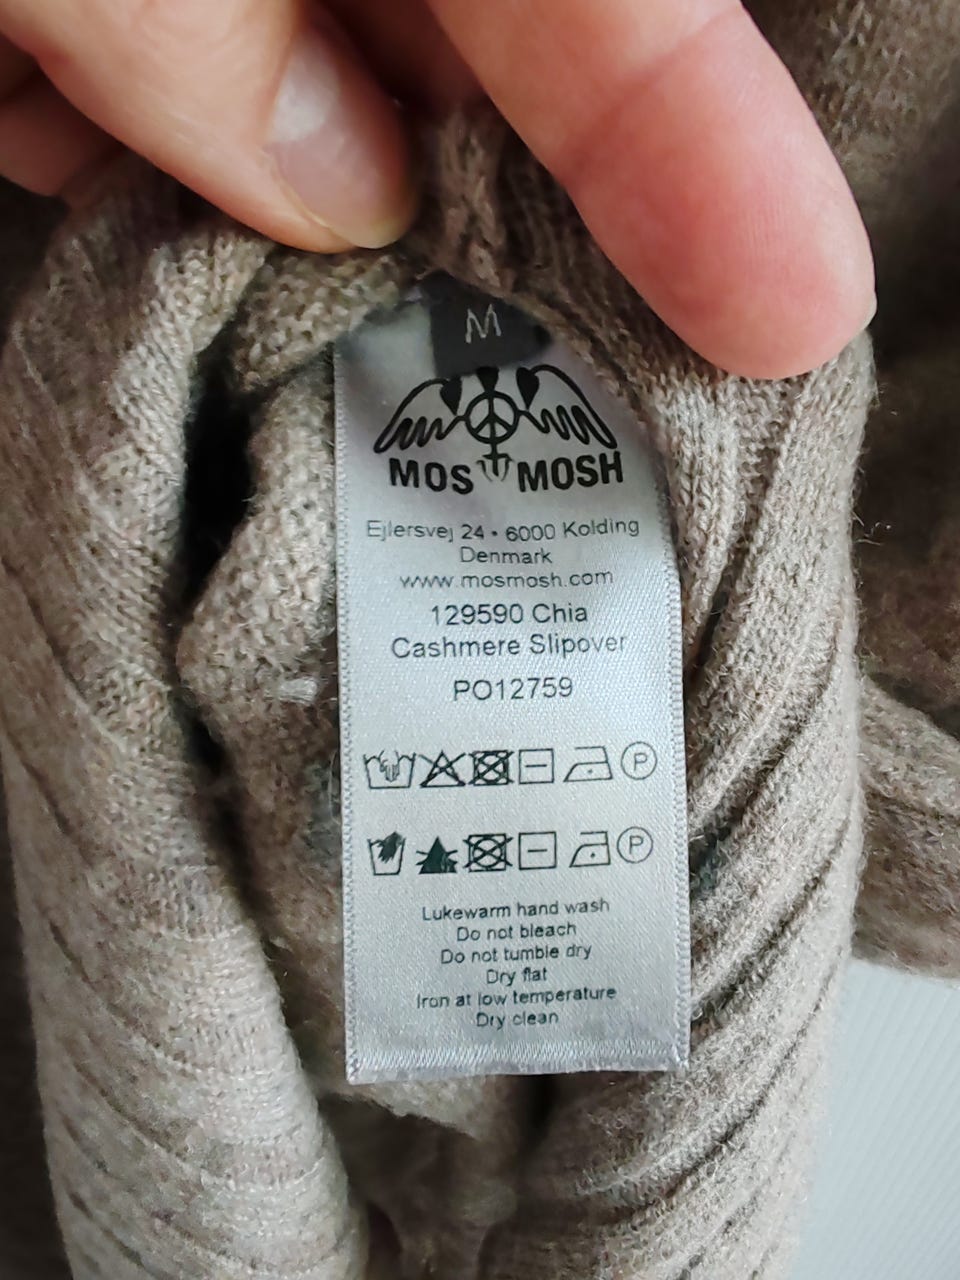 M
MOS MOSH
Ejlersvej 24 • 6000 Kolding
Denmark
www.mosmosh.com
129590 Chia
Cashmere Slipover
PO12759
P
P
Lukewarm hand wash
Do not bleach
Do not tumble dry
Dry flat
Iron at low temperature
Dry clean